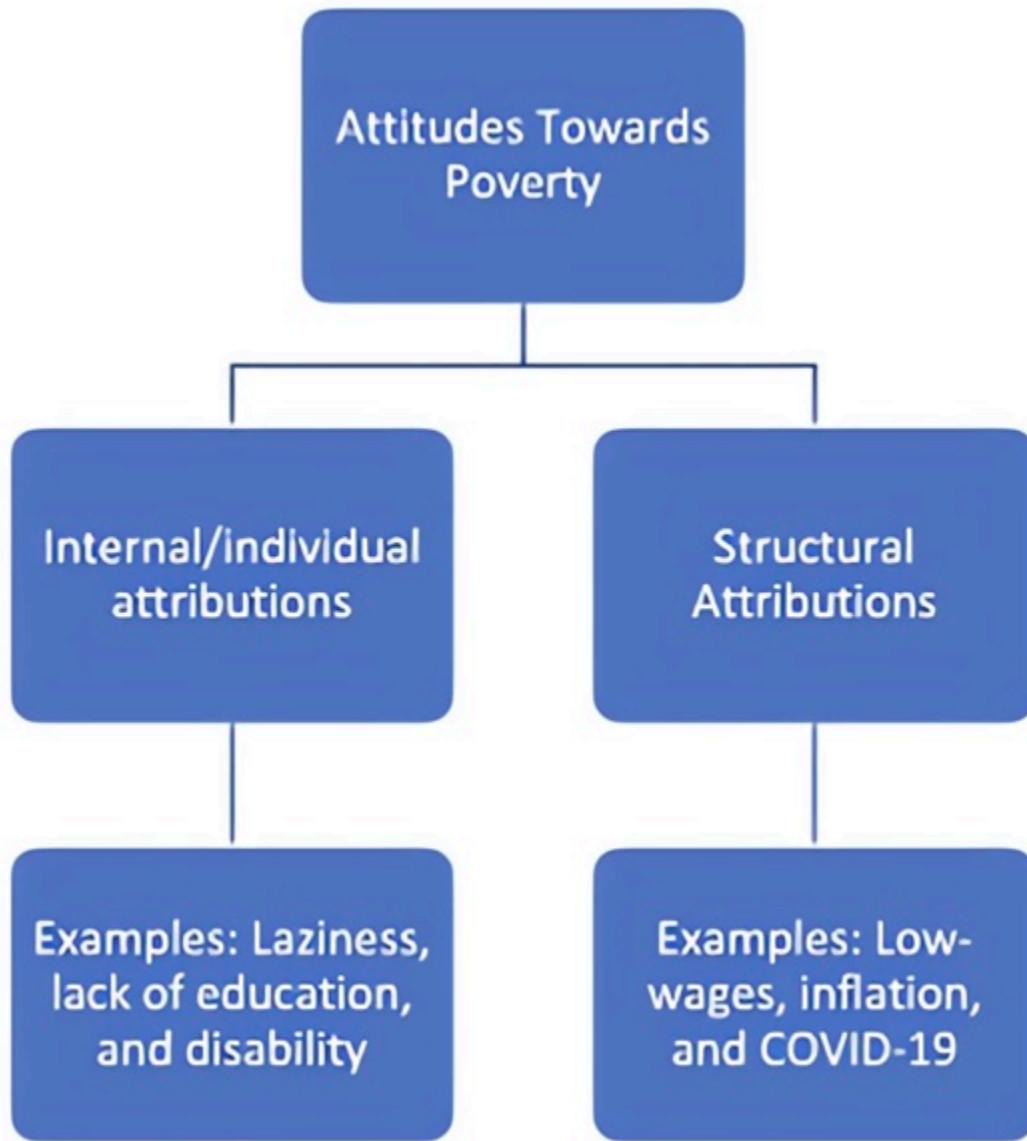 Attitudes Towards
Poverty
Internal/individual
attributions
Structural
Attributions
Examples: Laziness,
lack of education,
and disability
Examples: Low-
wages, inflation,
and COVID-19